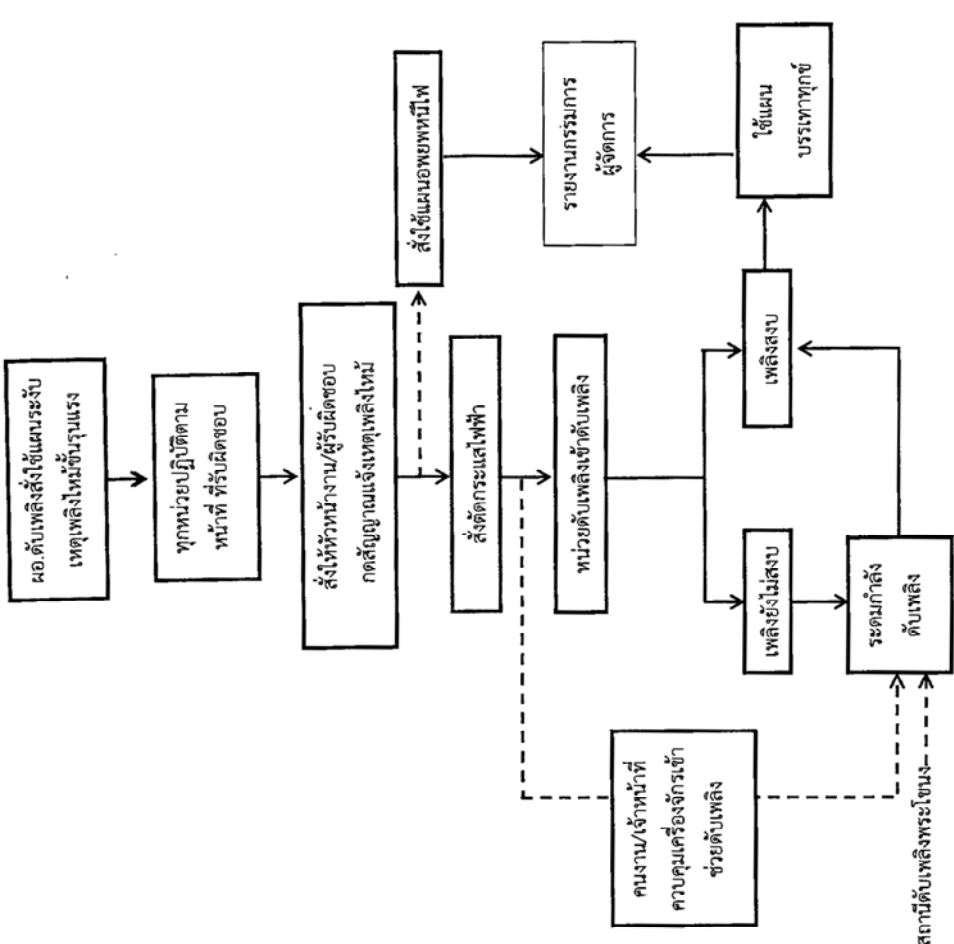 ผอ.ดับเพลิงสั่งใช้แผนระงับ
เหตุเพลิงไหม้ขั้นรุนแรง
ทุกหน่วยปฏิบัติตาม
หน้าที่ ที่รับผิดชอบ
สั่งให้หัวหน้างาน/ผู้รับผิดชอบ
กดสัญญาณแจ้งเหตุเพลิงไหม้
สั่งใช้แผนอพยพหนีไฟ
สั่งตัดกระแสไฟฟ้า
รายงานกรรมการ
ผู้จัดการ
หน่วยดับเพลิงเข้าดับเพลิง
คนงาน/เจ้าหน้าที่
ควบคุมเครื่องจักรเข้า
ช่วยดับเพลิง
เพลิงยังไม่สงบ
เพลิงสงบ
ใช้แผน
บรรเทาทุกข์
ระดมกำลัง
ดับเพลิง
สถานีดับเพลิงพระโขนง